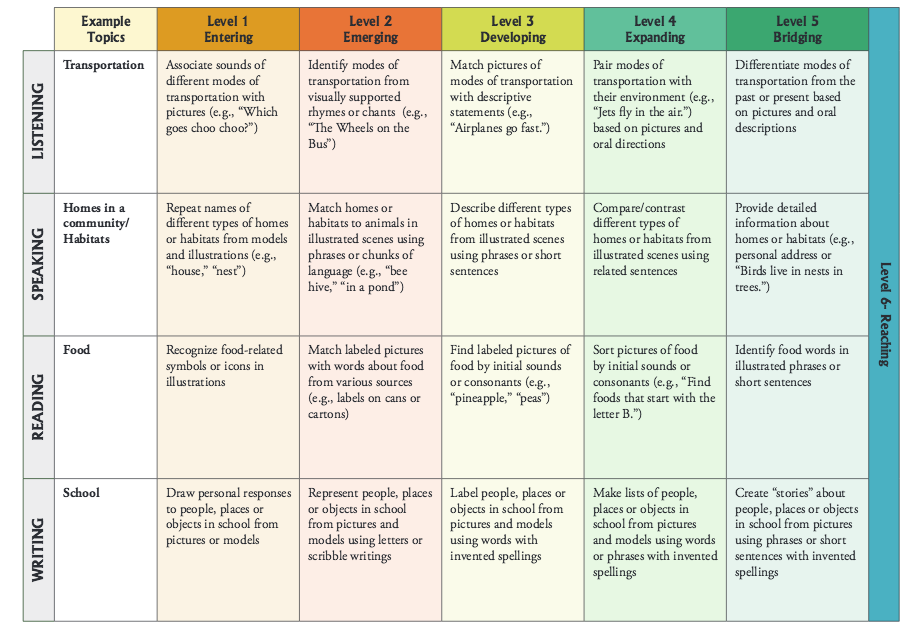 Example
Topics
Level 1
Entering
Level 2
Emerging
Level 3
Developing
Level 4
Expanding
Level 5
Bridging
Level 6- Reaching
LISTENING
Transportation
Associate sounds of
different modes of
transportation with
pictures (e.g., “Which
goes choo choo?”)
Identify modes of
transportation from
visually supported
rhymes or chants (e.g.,
“The Wheels on the
Bus”)
Match pictures of
modes of transportation
with descriptive
statements (e.g.,
“Airplanes go fast.”)
Pair modes of
transportation with
their environment (e.g.,
“Jets fly in the air.”)
based on pictures and
oral directions
Differentiate modes of
transportation from the
past or present based
on pictures and oral
descriptions
SPEAKING
Homes in a
community/
Habitats
Repeat names of
different types of homes
or habitats from models
and illustrations (e.g.,
“house,” “nest”)
Match homes or
habitats to animals in
illustrated scenes using
phrases or chunks of
language (e.g., “bee
hive,” “in a pond”)
Describe different types
of homes or habitats
from illustrated scenes
using phrases or short
sentences
Compare/contrast
different types of
homes or habitats from
illustrated scenes using
related sentences
Provide detailed
information about
homes or habitats (e.g.,
personal address or
“Birds live in nests in
trees.”)
READING
Food
Recognize food-related
symbols or icons in
illustrations
Match labeled pictures
with words about food
from various sources
(e.g., labels on cans or
cartons)
Find labeled pictures of
food by initial sounds
or consonants (e.g.,
“pineapple,” “peas”)
Sort pictures of food
by initial sounds or
consonants (e.g., “Find
foods that start with the
letter B.”)
Identify food words in
illustrated phrases or
short sentences
WRITING
School
Draw personal responses
to people, places or
objects in school from
pictures or models
Represent people, places
or objects in school
from pictures and
models using letters or
scribble writings
Label people, places or
objects in school from
pictures and models
using words with
invented spellings
Make lists of people,
places or objects in
school from pictures
and models using words
or phrases with invented
spellings
Create “stories” about
people, places or objects
in school from pictures
using phrases or short
sentences with invented
spellings